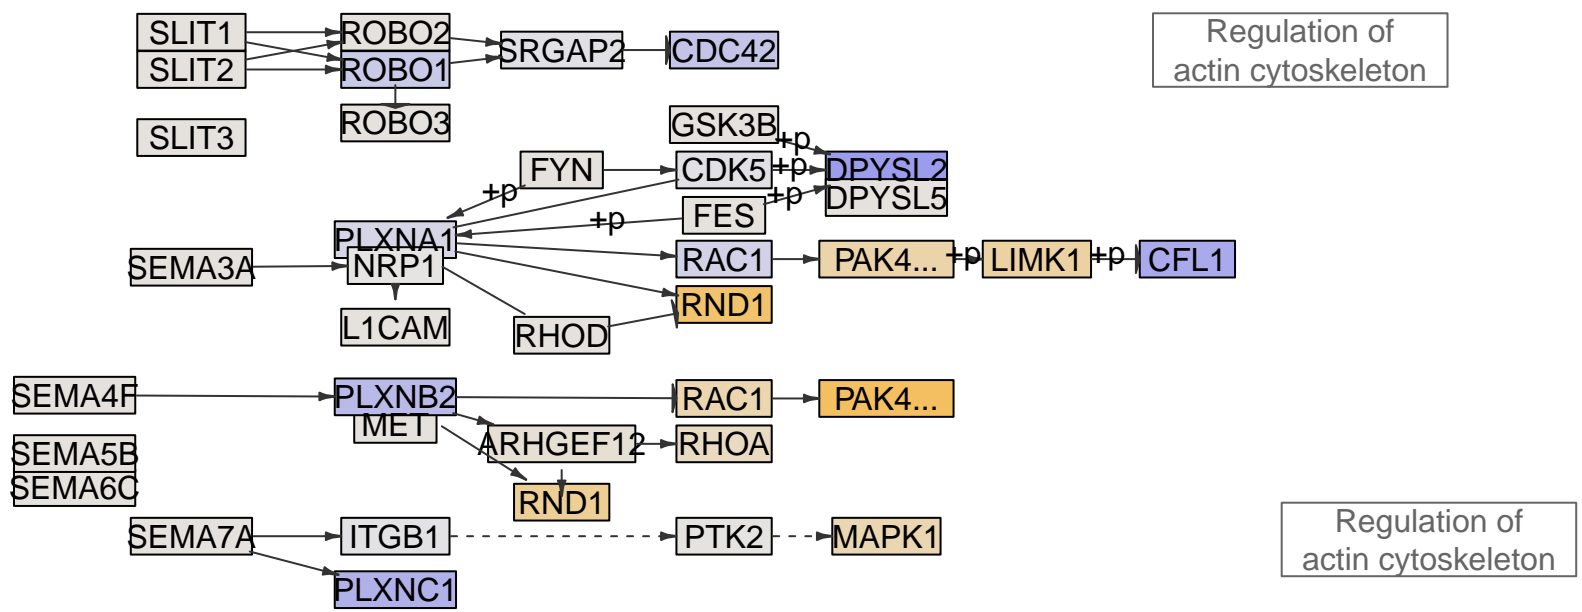 SLIT1
ROBO2
SRGAP2
CDC42
Regulation of
actin cytoskeleton
SLIT2
ROBO1
SLIT3
ROBO3
GSK3B
+p
FYN
CDK5
+p
DPYSL2
+p
FES
+p
DPYSL5
PLXNA1
+p
SEMA3A
NRP1
RAC1
PAK4...
+p
LIMK1
+p
CFL1
RND1
L1CAM
RHOD
SEMA4F
PLXNB2
RAC1
PAK4...
MET
ARHGEF12
RHOA
SEMA5B
SEMA6C
RND1
SEMA7A
ITGB1
PTK2
MAPK1
Regulation of
actin cytoskeleton
PLXNC1